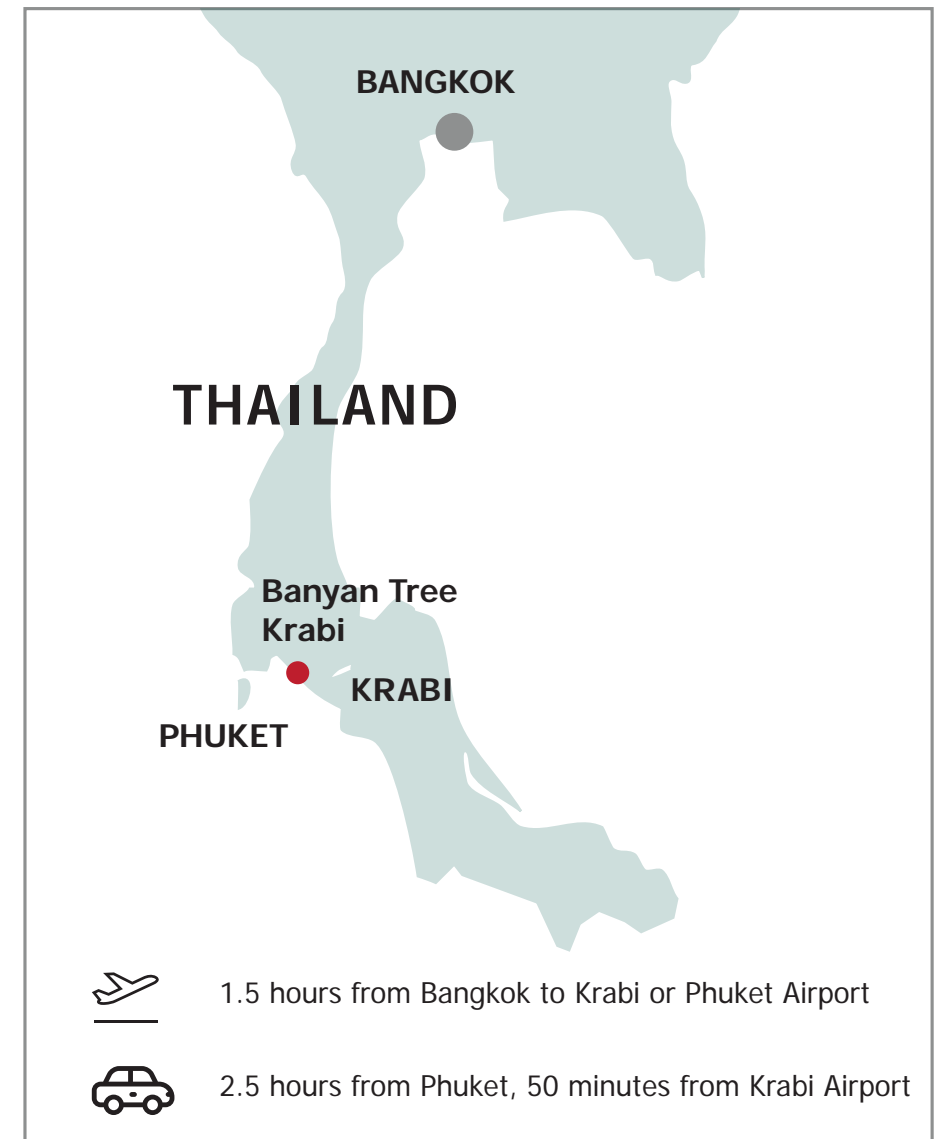 BANGKOK
THAILAND
Banyan Tree
Krabi
KRABI
PHUKET
1.5 hours from Bangkok to Krabi or Phuket Airport
2.5 hours from Phuket, 50 minutes from Krabi Airport